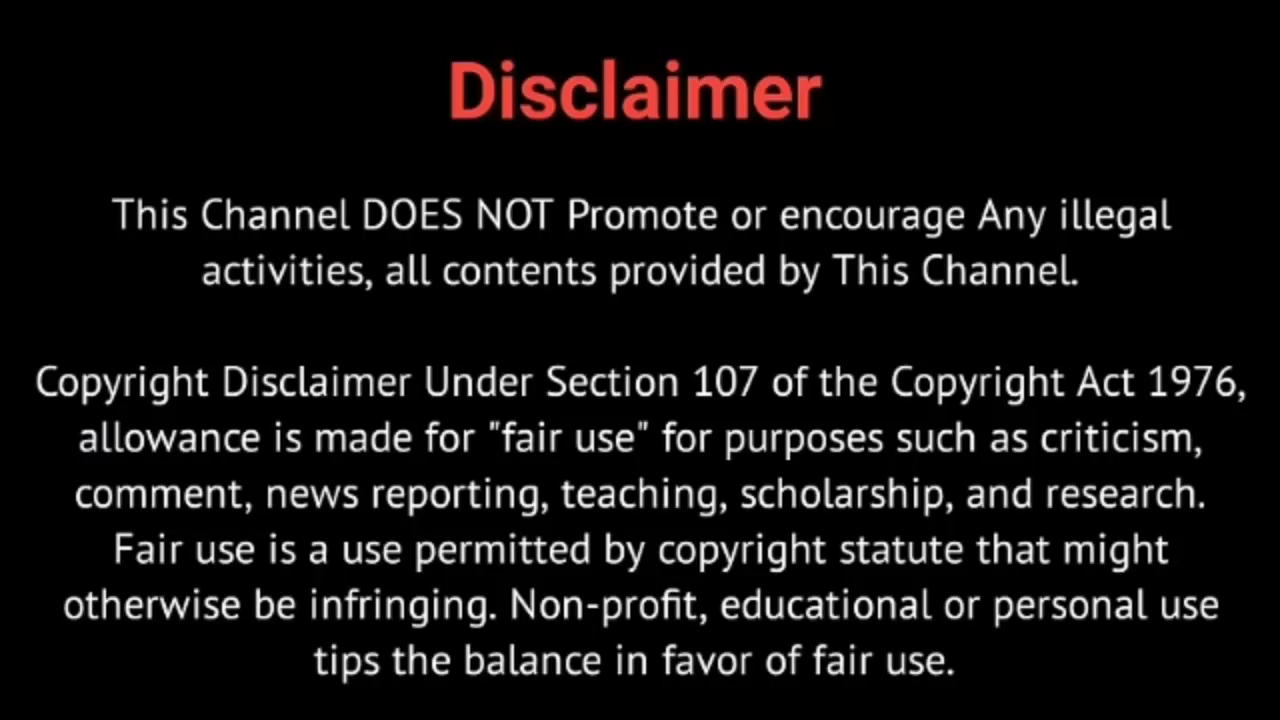 Disclaimer
This Channel DOES NOT Promote or encourage Any illegal
activities, all contents provided by This Channel.
Copyright Disclaimer Under Section 107 of the Copyright Act 1976,
allowance is made for "fair use" for purposes such as criticism,
comment, news reporting, teaching, scholarship, and research.
Fair use is a use permitted by copyright statute that might
otherwise be infringing. Non-profit, educational or personal use
tips the balance in favor of fair use.